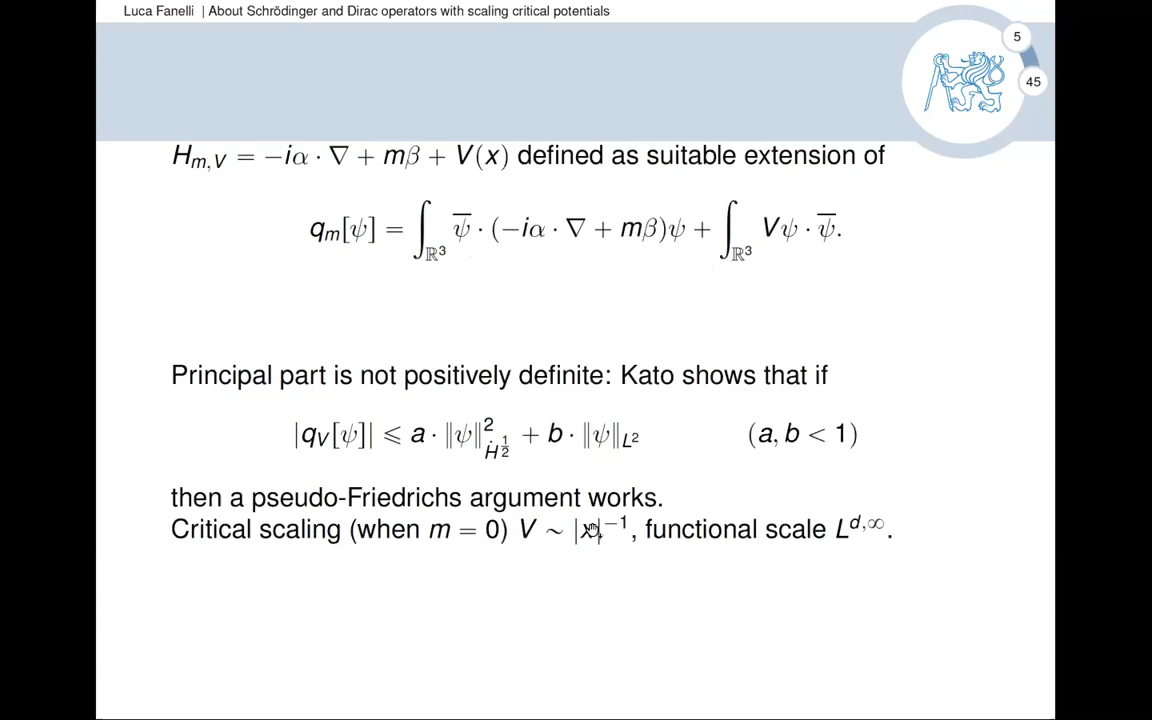 Luca Fanelli | About Schrödinger and Dirac operators with scaling critical potentials
5
45
H_{m,V} = −iα · ∇ + mβ + V(x) defined as suitable extension of
q_m[ψ] = ∫_{ℝ³} ψ̅ · (−iα · ∇ + mβ)ψ + ∫_{ℝ³} Vψ · ψ̅.
Principal part is not positively definite: Kato shows that if
|q_V[ψ]| ⩽ a · ‖ψ‖²_{Ḣ^{1/2}} + b · ‖ψ‖_{L²} (a, b < 1)
then a pseudo-Friedrichs argument works.
Critical scaling (when m = 0) V ∼ |x|⁻¹, functional scale L^{d,∞}.